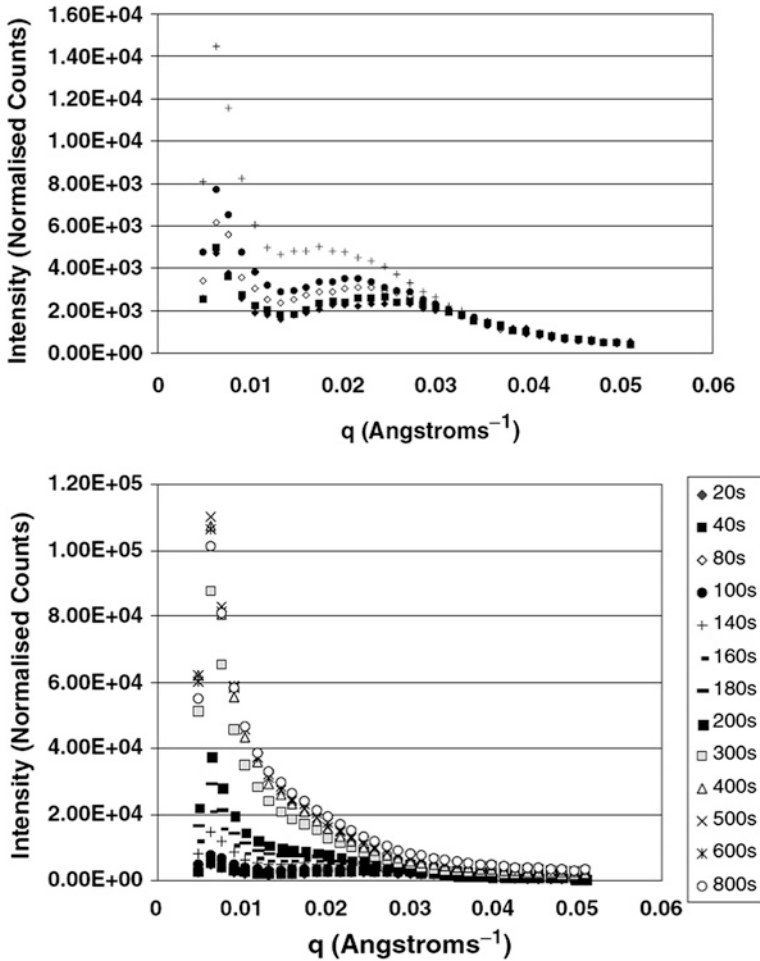 Intensity (Normalised Counts)
1.60E+04
1.40E+04
1.20E+04
1.00E+04
8.00E+03
6.00E+03
4.00E+03
2.00E+03
0.00E+00
0 0.01 0.02 0.03 0.04 0.05 0.06
q (Angstroms⁻¹)
Intensity (Normalised Counts)
1.20E+05
1.00E+05
8.00E+04
6.00E+04
4.00E+04
2.00E+04
0.00E+00
0 0.01 0.02 0.03 0.04 0.05 0.06
q (Angstroms⁻¹)
20s
40s
80s
100s
140s
160s
180s
200s
300s
400s
500s
600s
800s